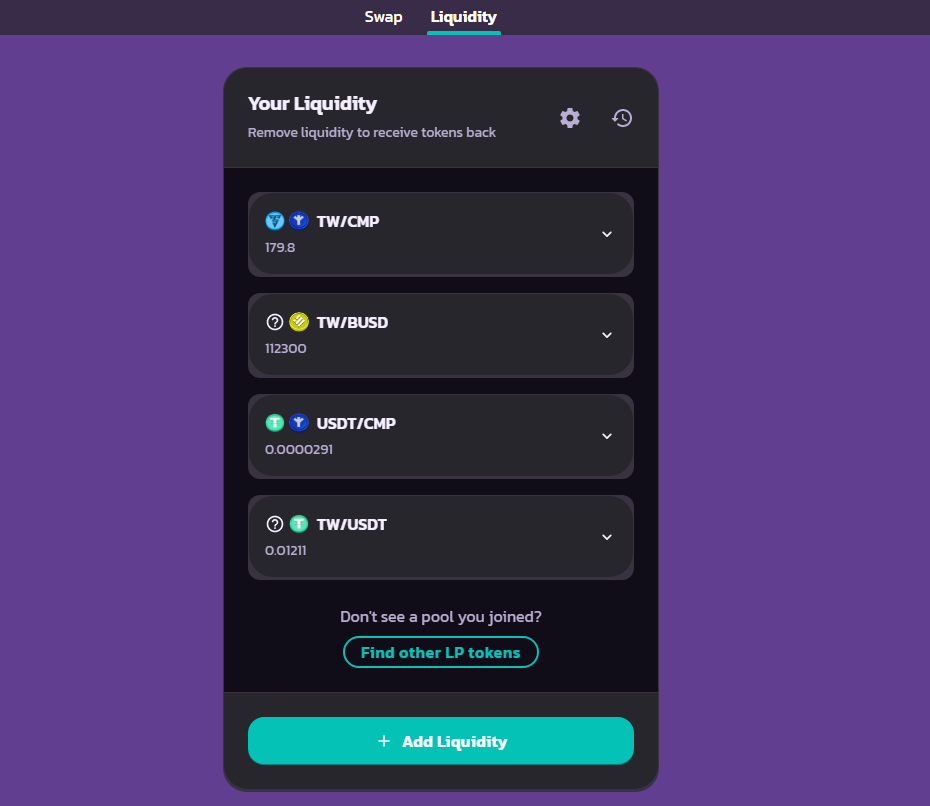 Swap
Liquidity
Your Liquidity
Remove liquidity to receive tokens back
TW/CMP
179.8
TW/BUSD
112300
USDT/CMP
0.0000291
TW/USDT
0.01211
Don't see a pool you joined?
Find other LP tokens
+ Add Liquidity